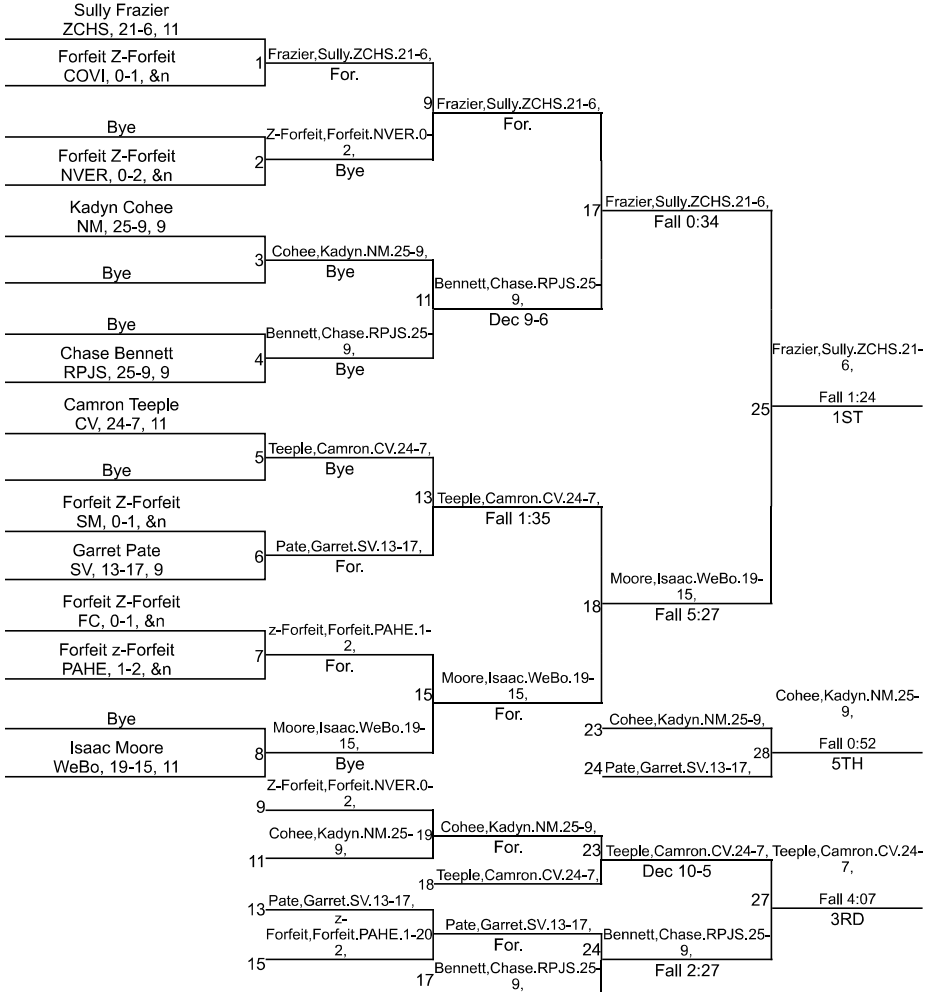 Sully Frazier
ZCHS, 21-6, 11
Forfeit Z-Forfeit
COVI, 0-1, &n
1
Frazier,Sully.ZCHS.21-6,
For.
Bye
Forfeit Z-Forfeit
NVER, 0-2, &n
2
Z-Forfeit,Forfeit.NVER.0-
2,
Bye
9
Frazier,Sully.ZCHS.21-6,
For.
Kadyn Cohee
NM, 25-9, 9
Bye
3
Cohee,Kadyn.NM.25-9,
Bye
Bye
Chase Bennett
RPJS, 25-9, 9
4
Bennett,Chase.RPJS.25-
9,
Bye
11
Bennett,Chase.RPJS.25-
9,
Dec 9-6
17
Frazier,Sully.ZCHS.21-6,
Fall 0:34
Camron Teeple
CV, 24-7, 11
Bye
5
Teeple,Camron.CV.24-7,
Bye
Forfeit Z-Forfeit
SM, 0-1, &n
Garret Pate
SV, 13-17, 9
6
Pate,Garret.SV.13-17,
For.
13
Teeple,Camron.CV.24-7,
Fall 1:35
Forfeit Z-Forfeit
FC, 0-1, &n
Forfeit z-Forfeit
PAHE, 1-2, &n
7
z-Forfeit,Forfeit.PAHE.1-
2,
For.
Bye
Isaac Moore
WeBo, 19-15, 11
8
Moore,Isaac.WeBo.19-
15,
Bye
15
Moore,Isaac.WeBo.19-
15,
For.
18
Moore,Isaac.WeBo.19-
15,
Fall 5:27
25
Frazier,Sully.ZCHS.21-
6,
Fall 1:24
1ST
23
Cohee,Kadyn.NM.25-9,
24
Pate,Garret.SV.13-17,
28
Cohee,Kadyn.NM.25-
9,
Fall 0:52
5TH
9
Z-Forfeit,Forfeit.NVER.0-
2,
11
Cohee,Kadyn.NM.25-
9,
19
Cohee,Kadyn.NM.25-9,
For.
18
Teeple,Camron.CV.24-7,
23
Teeple,Camron.CV.24-7,
Dec 10-5
13
Pate,Garret.SV.13-17,
15
z-
Forfeit,Forfeit.PAHE.1-
2,
20
Pate,Garret.SV.13-17,
For.
17
Bennett,Chase.RPJS.25-
9,
24
Bennett,Chase.RPJS.25-
9,
Fall 2:27
27
Teeple,Camron.CV.24-
7,
Fall 4:07
3RD